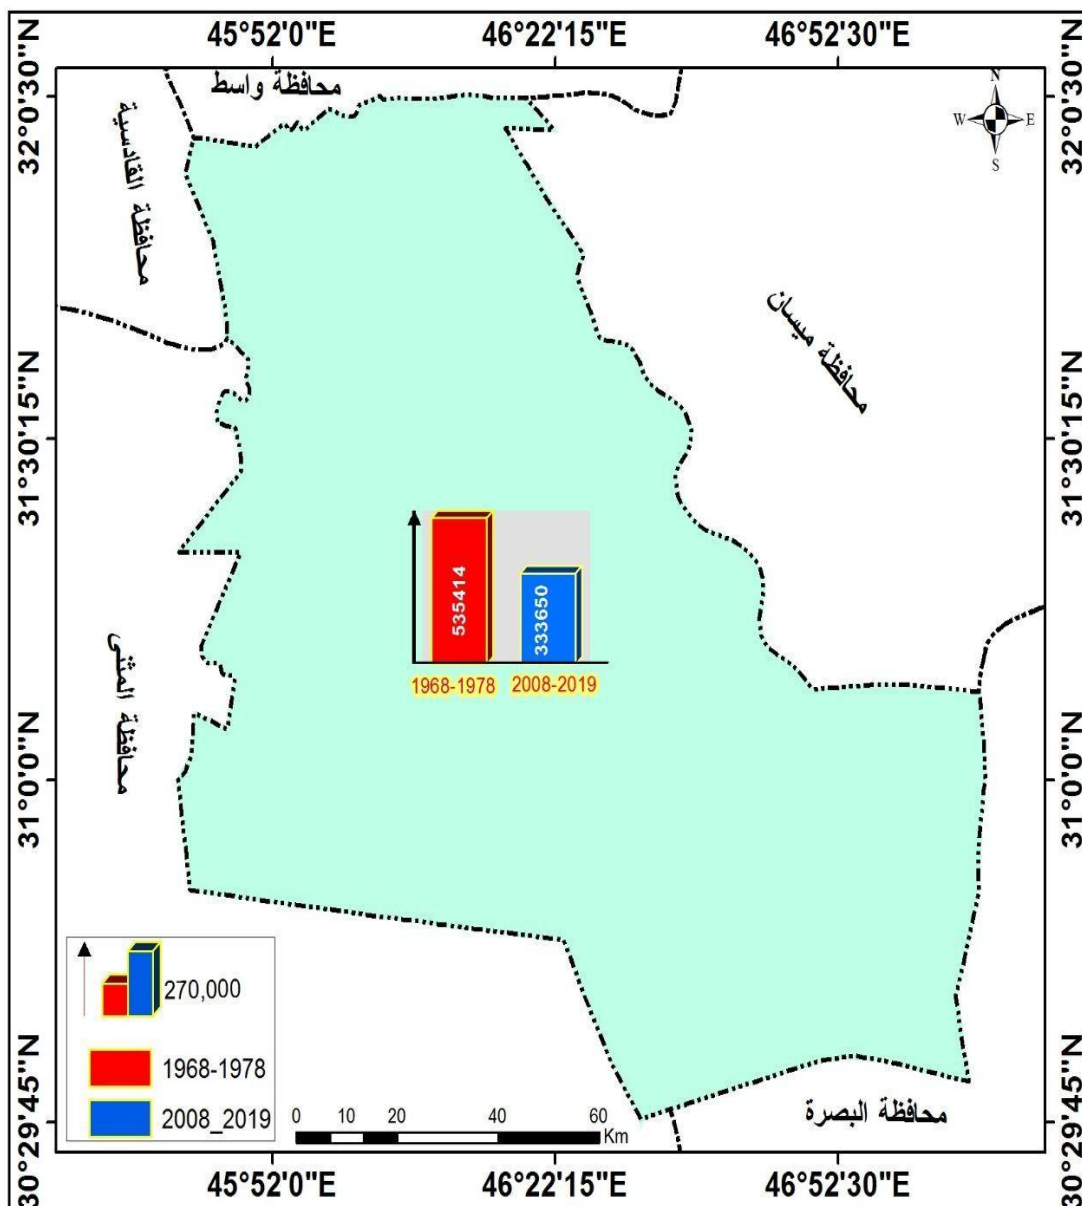 45°52'0"E 46°22'15"E 46°52'30"E
32°0'30"N
32°0'30"N
محافظة واسط
N
W E
S
محافظة القادسية
محافظة ميسان
31°30'15"N
31°30'15"N
535414
333650
1968-1978 2008-2019
محافظة المثنى
31°0'0"N
31°0'0"N
270,000
1968-1978
2008_2019
0 10 20 40 60
Km
محافظة البصرة
30°29'45"N
30°29'45"N
45°52'0"E 46°22'15"E 46°52'30"E